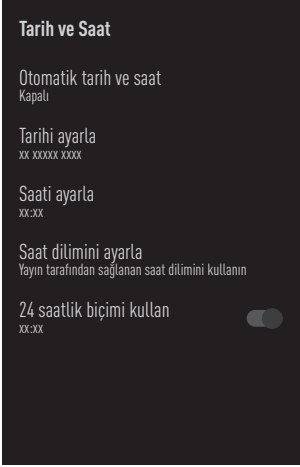 Tarih ve Saat
Otomatik tarih ve saat
Kapalı
Tarihi ayarla
xx xxxxx xxxx
Saati ayarla
xx:xx
Saat dilimini ayarla
Yayın tarafından sağlanan saat dilimini kullanın
24 saatlik biçimi kullan
xx:xx